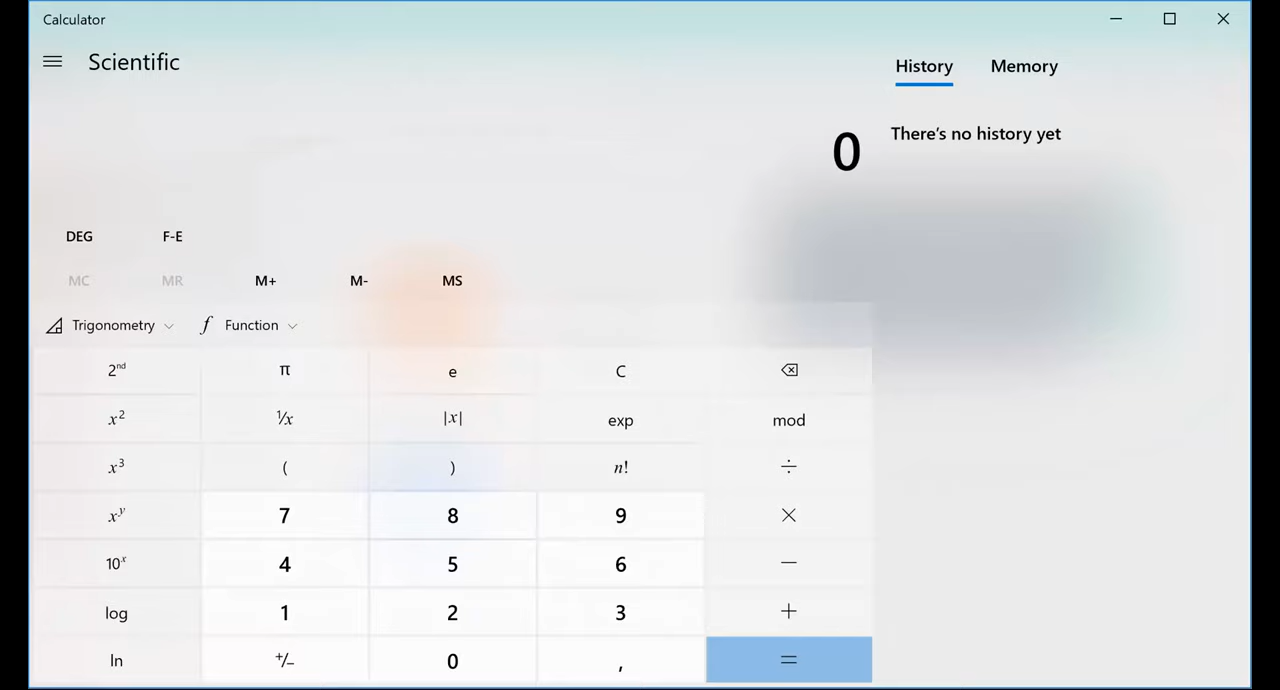 Calculator
Scientific
History Memory
0
There's no history yet
DEG F-E
MC MR M+ M- MS
Trigonometry f Function
2nd π e C
x2 1/x |x| exp mod
x3 ( ) n! ÷
xy 7 8 9 ×
10x 4 5 6 −
log 1 2 3 +
ln +/− 0 , =